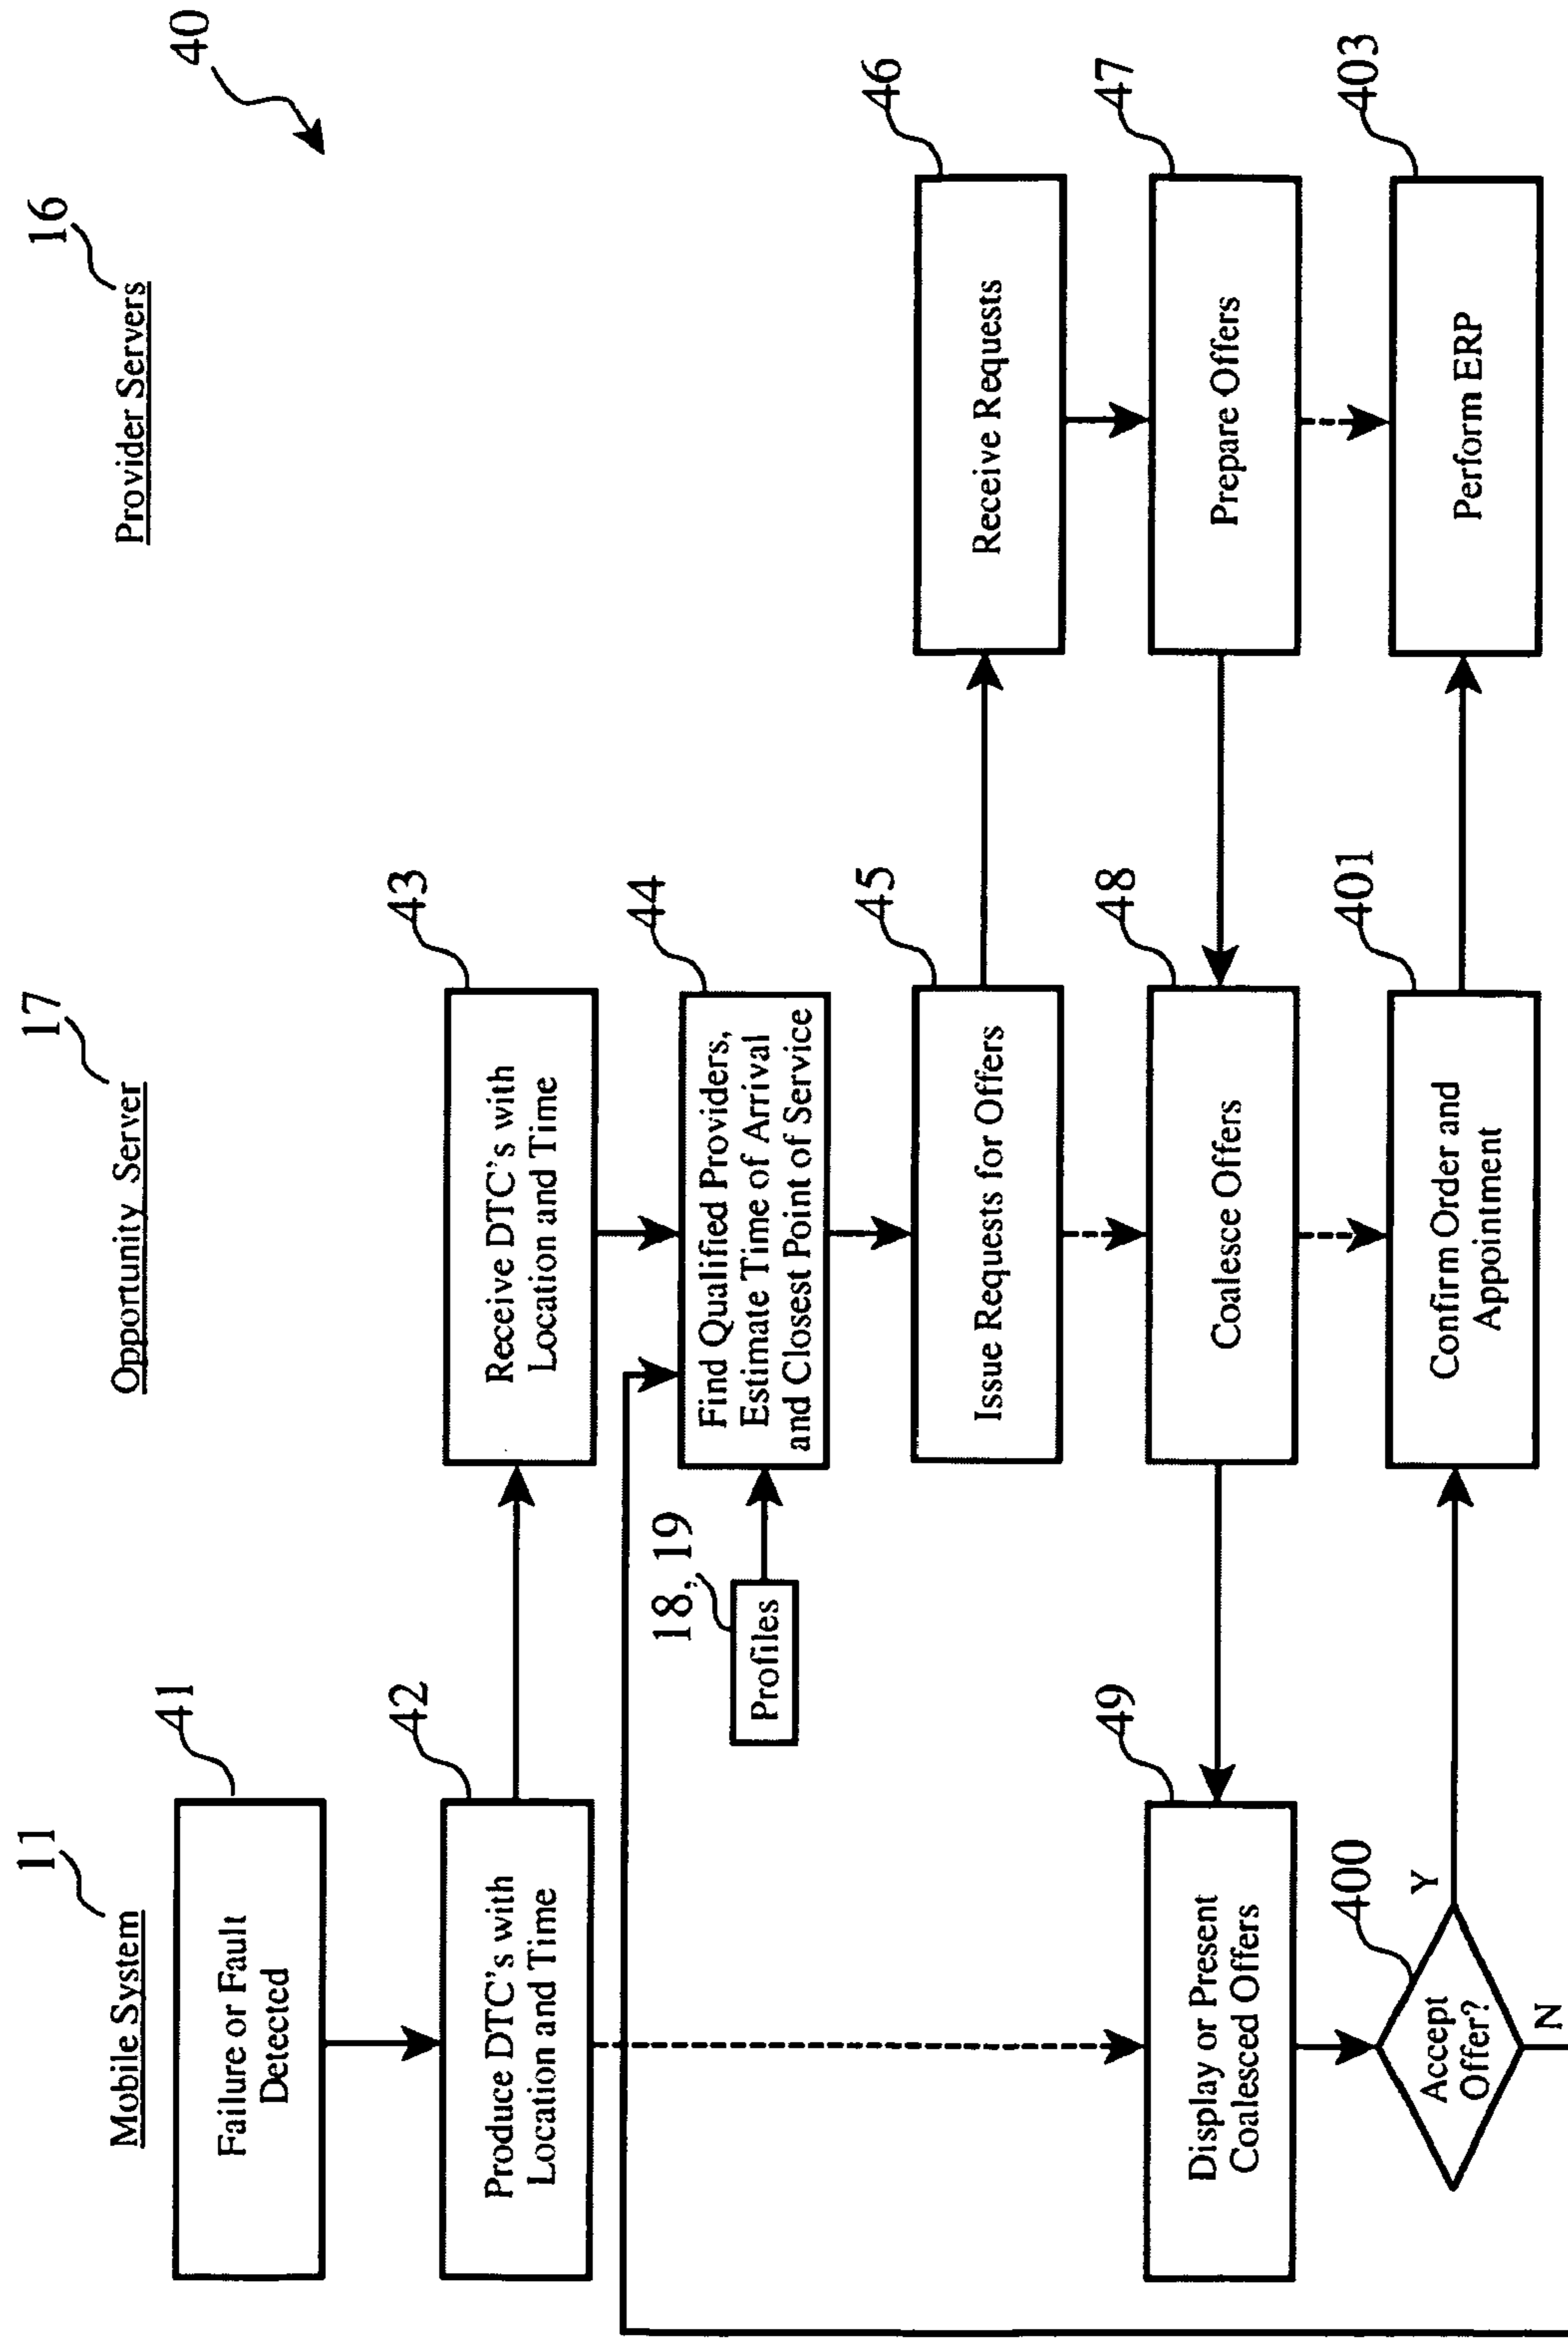 40
11
Mobile System
17
Opportunity Server
16
Provider Servers
41
Failure or Fault
Detected
42
Produce DTC's with
Location and Time
43
Receive DTC's with
Location and Time
18, 19
Profiles
44
Find Qualified Providers,
Estimate Time of Arrival
and Closest Point of Service
45
Issue Requests for Offers
46
Receive Requests
47
Prepare Offers
48
Coalesce Offers
49
Display or Present
Coalesced Offers
400
Accept
Offer?
Y
N
401
Confirm Order and
Appointment
403
Perform ERP